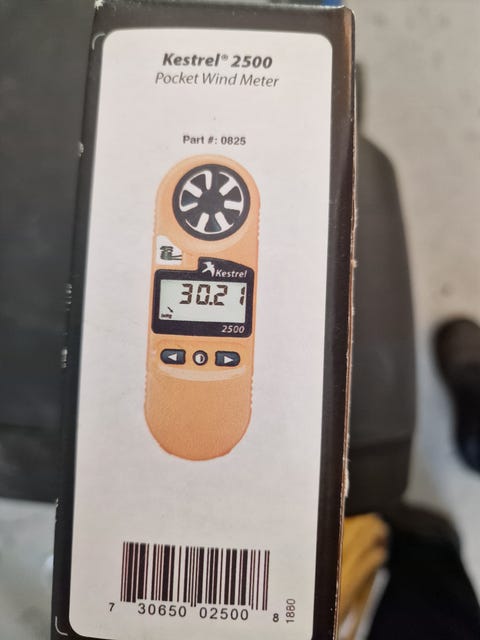 Kestrel® 2500
Pocket Wind Meter
Part #: 0825
Kestrel
30.21
2500
7 30650 02500 8
1880